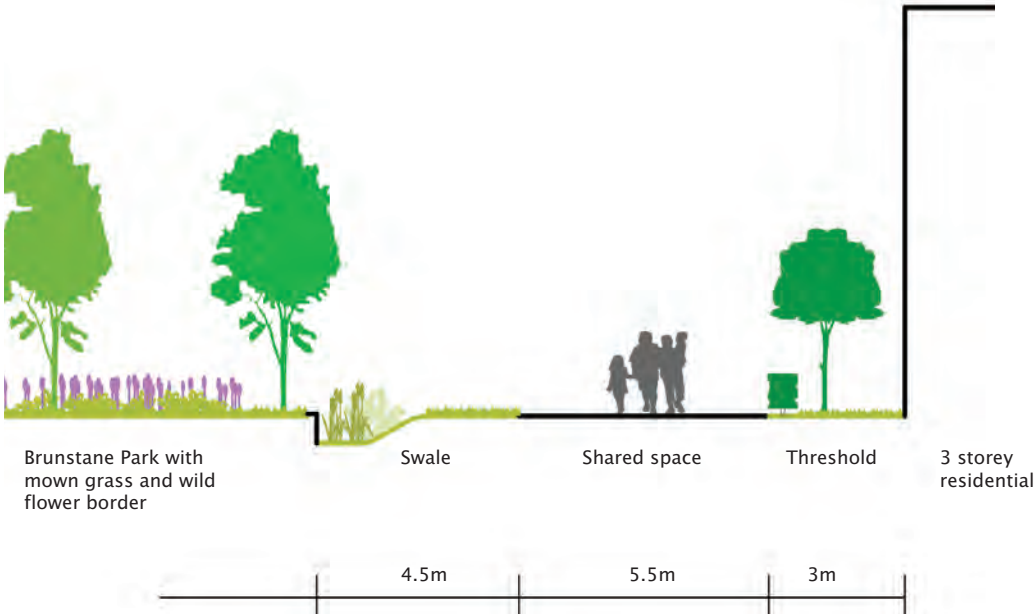 Brunstane Park with
mown grass and wild
flower border
Swale
Shared space
Threshold
3 storey
residential
4.5m
5.5m
3m